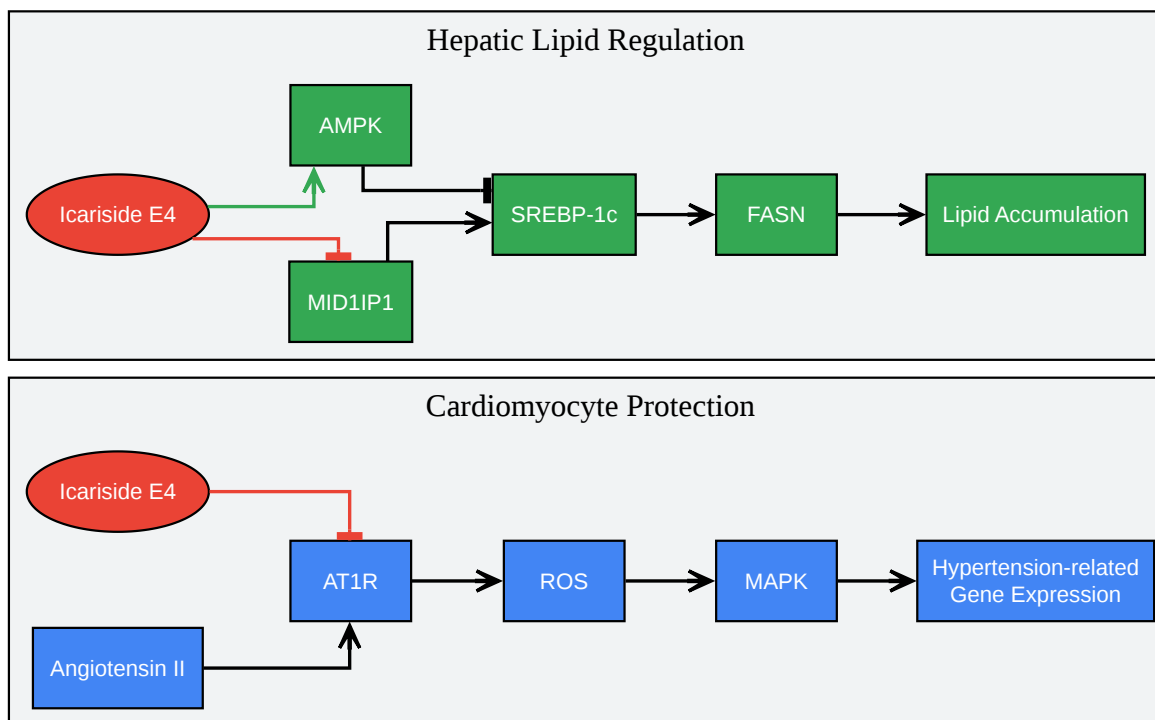 Hepatic Lipid Regulation
AMPK
Icariside E4
SREBP-1c
FASN
Lipid Accumulation
MID1IP1
Cardiomyocyte Protection
Icariside E4
AT1R
ROS
MAPK
Hypertension-related
Gene Expression
Angiotensin II